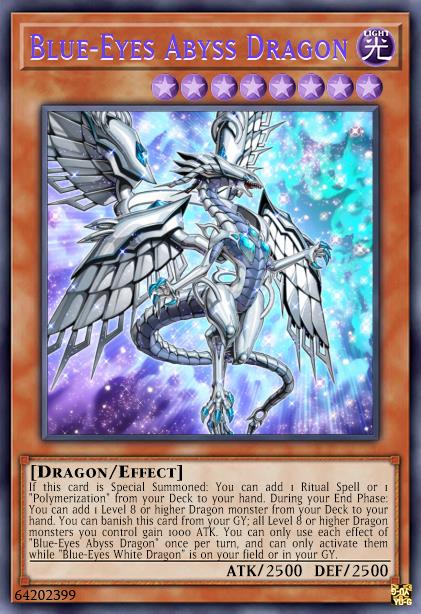 Blue-Eyes Abyss Dragon
LIGHT
光
[Dragon/Effect]
If this card is Special Summoned: You can add 1 Ritual Spell or 1
"Polymerization" from your Deck to your hand. During your End Phase:
You can add 1 Level 8 or higher Dragon monster from your Deck to your
hand. You can banish this card from your GY; all Level 8 or higher Dragon
monsters you control gain 1000 ATK. You can only use each effect of
"Blue-Eyes Abyss Dragon" once per turn, and can only activate them
while "Blue-Eyes White Dragon" is on your field or in your GY.
ATK/2500 DEF/2500
64202399